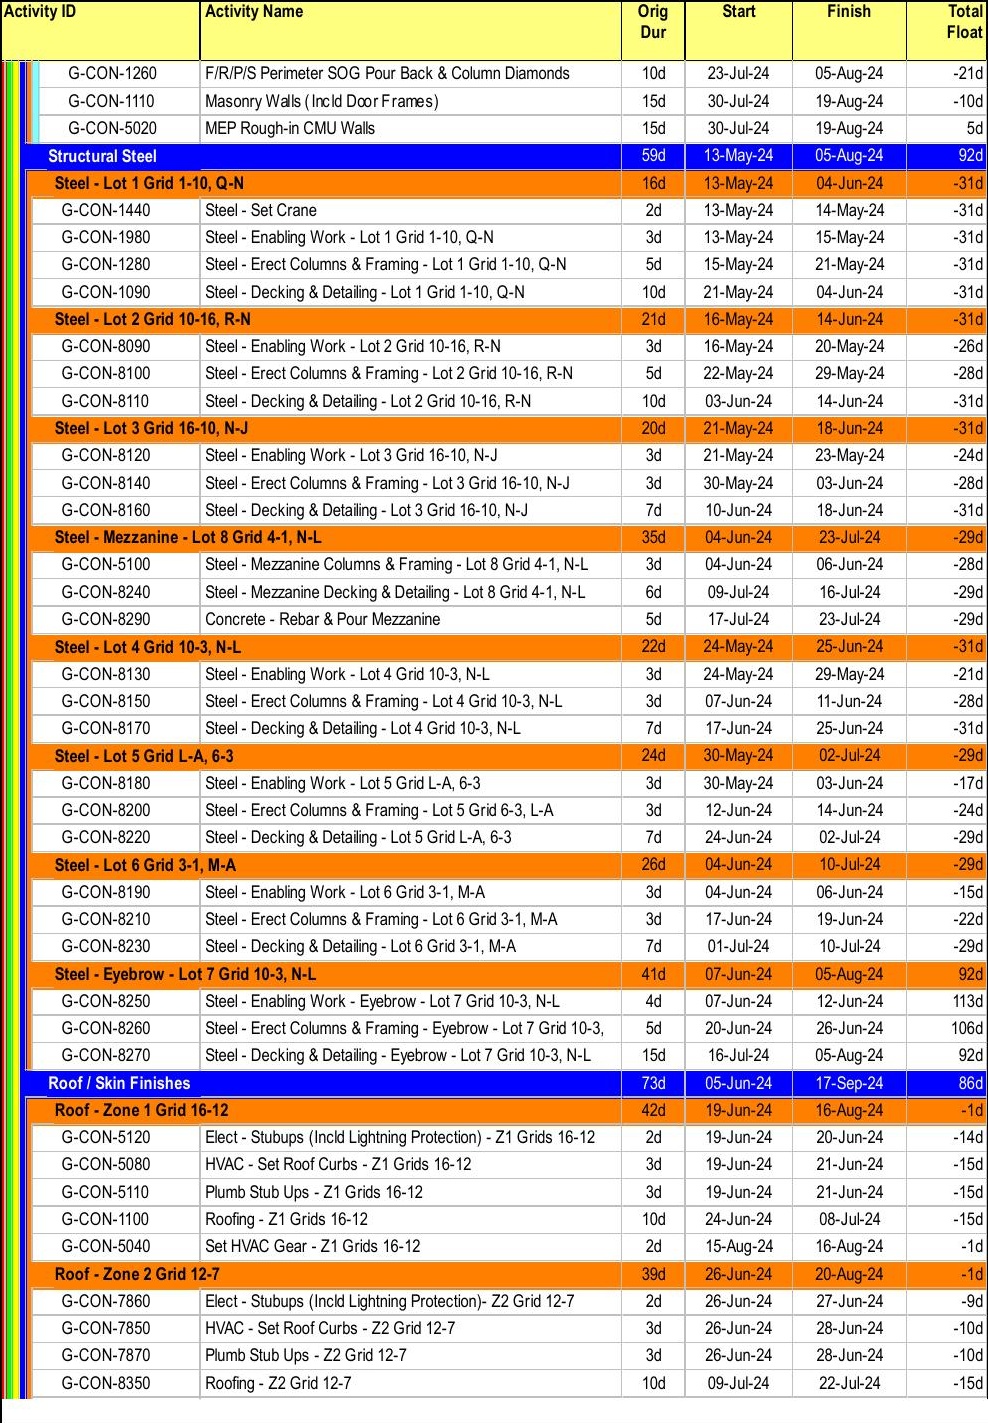 Activity ID Activity Name Orig Dur Start Finish Total Float
G-CON-1260 F/R/P/S Perimeter SOG Pour Back & Column Diamonds 10d 23-Jul-24 05-Aug-24 -21d
G-CON-1110 Masonry Walls (Incld Door Frames) 15d 30-Jul-24 19-Aug-24 -10d
G-CON-5020 MEP Rough-in CMU Walls 15d 30-Jul-24 19-Aug-24 5d
Structural Steel 59d 13-May-24 05-Aug-24 92d
Steel - Lot 1 Grid 1-10, Q-N 16d 13-May-24 04-Jun-24 -31d
G-CON-1440 Steel - Set Crane 2d 13-May-24 14-May-24 -31d
G-CON-1980 Steel - Enabling Work - Lot 1 Grid 1-10, Q-N 3d 13-May-24 15-May-24 -31d
G-CON-1280 Steel - Erect Columns & Framing - Lot 1 Grid 1-10, Q-N 5d 15-May-24 21-May-24 -31d
G-CON-1090 Steel - Decking & Detailing - Lot 1 Grid 1-10, Q-N 10d 21-May-24 04-Jun-24 -31d
Steel - Lot 2 Grid 10-16, R-N 21d 16-May-24 14-Jun-24 -31d
G-CON-8090 Steel - Enabling Work - Lot 2 Grid 10-16, R-N 3d 16-May-24 20-May-24 -26d
G-CON-8100 Steel - Erect Columns & Framing - Lot 2 Grid 10-16, R-N 5d 22-May-24 29-May-24 -28d
G-CON-8110 Steel - Decking & Detailing - Lot 2 Grid 10-16, R-N 10d 03-Jun-24 14-Jun-24 -31d
Steel - Lot 3 Grid 16-10, N-J 20d 21-May-24 18-Jun-24 -31d
G-CON-8120 Steel - Enabling Work - Lot 3 Grid 16-10, N-J 3d 21-May-24 23-May-24 -24d
G-CON-8140 Steel - Erect Columns & Framing - Lot 3 Grid 16-10, N-J 3d 30-May-24 03-Jun-24 -28d
G-CON-8160 Steel - Decking & Detailing - Lot 3 Grid 16-10, N-J 7d 10-Jun-24 18-Jun-24 -31d
Steel - Mezzanine - Lot 8 Grid 4-1, N-L 35d 04-Jun-24 23-Jul-24 -29d
G-CON-5100 Steel - Mezzanine Columns & Framing - Lot 8 Grid 4-1, N-L 3d 04-Jun-24 06-Jun-24 -28d
G-CON-8240 Steel - Mezzanine Decking & Detailing - Lot 8 Grid 4-1, N-L 6d 09-Jul-24 16-Jul-24 -29d
G-CON-8290 Concrete - Rebar & Pour Mezzanine 5d 17-Jul-24 23-Jul-24 -29d
Steel - Lot 4 Grid 10-3, N-L 22d 24-May-24 25-Jun-24 -31d
G-CON-8130 Steel - Enabling Work - Lot 4 Grid 10-3, N-L 3d 24-May-24 29-May-24 -21d
G-CON-8150 Steel - Erect Columns & Framing - Lot 4 Grid 10-3, N-L 3d 07-Jun-24 11-Jun-24 -28d
G-CON-8170 Steel - Decking & Detailing - Lot 4 Grid 10-3, N-L 7d 17-Jun-24 25-Jun-24 -31d
Steel - Lot 5 Grid L-A, 6-3 24d 30-May-24 02-Jul-24 -29d
G-CON-8180 Steel - Enabling Work - Lot 5 Grid L-A, 6-3 3d 30-May-24 03-Jun-24 -17d
G-CON-8200 Steel - Erect Columns & Framing - Lot 5 Grid 6-3, L-A 3d 12-Jun-24 14-Jun-24 -24d
G-CON-8220 Steel - Decking & Detailing - Lot 5 Grid L-A, 6-3 7d 24-Jun-24 02-Jul-24 -29d
Steel - Lot 6 Grid 3-1, M-A 26d 04-Jun-24 10-Jul-24 -29d
G-CON-8190 Steel - Enabling Work - Lot 6 Grid 3-1, M-A 3d 04-Jun-24 06-Jun-24 -15d
G-CON-8210 Steel - Erect Columns & Framing - Lot 6 Grid 3-1, M-A 3d 17-Jun-24 19-Jun-24 -22d
G-CON-8230 Steel - Decking & Detailing - Lot 6 Grid 3-1, M-A 7d 01-Jul-24 10-Jul-24 -29d
Steel - Eyebrow - Lot 7 Grid 10-3, N-L 41d 07-Jun-24 05-Aug-24 92d
G-CON-8250 Steel - Enabling Work - Eyebrow - Lot 7 Grid 10-3, N-L 4d 07-Jun-24 12-Jun-24 113d
G-CON-8260 Steel - Erect Columns & Framing - Eyebrow - Lot 7 Grid 10-3, 5d 20-Jun-24 26-Jun-24 106d
G-CON-8270 Steel - Decking & Detailing - Eyebrow - Lot 7 Grid 10-3, N-L 15d 16-Jul-24 05-Aug-24 92d
Roof / Skin Finishes 73d 05-Jun-24 17-Sep-24 86d
Roof - Zone 1 Grid 16-12 42d 19-Jun-24 16-Aug-24 -1d
G-CON-5120 Elect - Stubups (Incld Lightning Protection) - Z1 Grids 16-12 2d 19-Jun-24 20-Jun-24 -14d
G-CON-5080 HVAC - Set Roof Curbs - Z1 Grids 16-12 3d 19-Jun-24 21-Jun-24 -15d
G-CON-5110 Plumb Stub Ups - Z1 Grids 16-12 3d 19-Jun-24 21-Jun-24 -15d
G-CON-1100 Roofing - Z1 Grids 16-12 10d 24-Jun-24 08-Jul-24 -15d
G-CON-5040 Set HVAC Gear - Z1 Grids 16-12 2d 15-Aug-24 16-Aug-24 -1d
Roof - Zone 2 Grid 12-7 39d 26-Jun-24 20-Aug-24 -1d
G-CON-7860 Elect - Stubups (Incld Lightning Protection)- Z2 Grid 12-7 2d 26-Jun-24 27-Jun-24 -9d
G-CON-7850 HVAC - Set Roof Curbs - Z2 Grid 12-7 3d 26-Jun-24 28-Jun-24 -10d
G-CON-7870 Plumb Stub Ups - Z2 Grid 12-7 3d 26-Jun-24 28-Jun-24 -10d
G-CON-8350 Roofing - Z2 Grid 12-7 10d 09-Jul-24 22-Jul-24 -15d